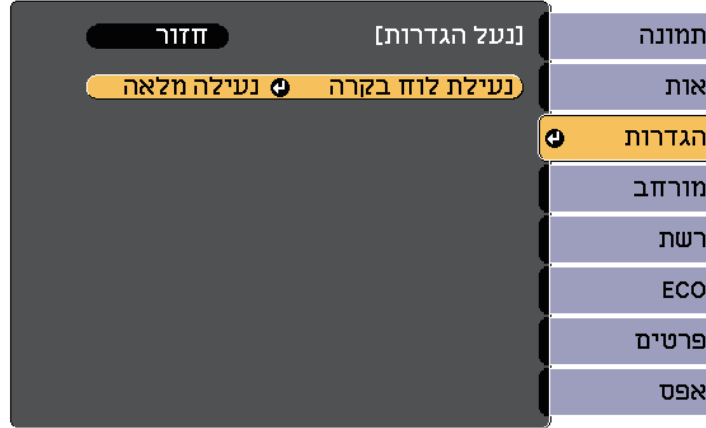 תמונה
אות
הגדרות
מורחב
רשת
ECO
פרטים
אפס
[נעל הגדרות] חזור
נעילת לוח בקרה נעילה מלאה